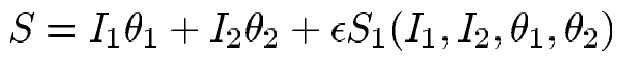 S = I₁θ₁ + I₂θ₂ + ϵS₁(I₁, I₂, θ₁, θ₂)